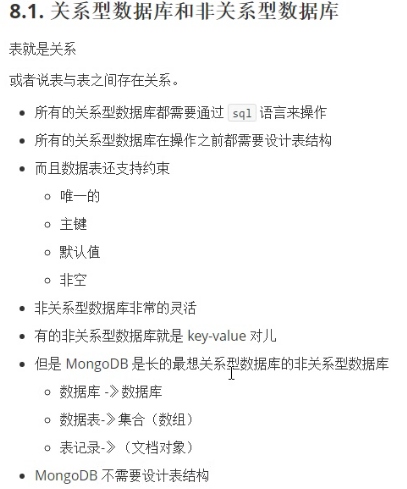 8.1. 关系型数据库和非关系型数据库
表就是关系
或者说表与表之间存在关系。
所有的关系型数据库都需要通过 sql 语言来操作
所有的关系型数据库在操作之前都需要设计表结构
而且数据表还支持约束
唯一的
主键
默认值
非空
非关系型数据库非常的灵活
有的非关系型数据库就是 key-value 对儿
但是 MongoDB 是长的最想关系型数据库的非关系型数据库
数据库 -》数据库
数据表-》集合（数组）
表记录-》（文档对象）
MongoDB 不需要设计表结构